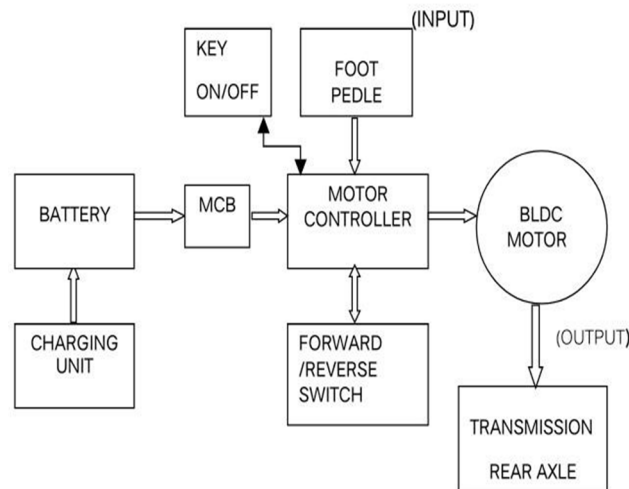 (INPUT)
KEY
ON/OFF
FOOT
PEDLE
BATTERY
MCB
MOTOR
CONTROLLER
BLDC
MOTOR
CHARGING
UNIT
FORWARD
/REVERSE
SWITCH
(OUTPUT)
TRANSMISSION
REAR AXLE